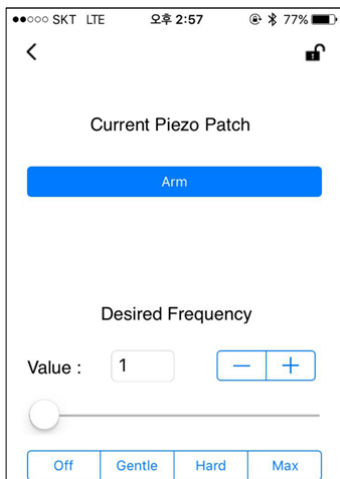 SKT LTE 오후 2:57 77%
Current Piezo Patch
Arm
Desired Frequency
Value : 1 − +
Off Gentle Hard Max